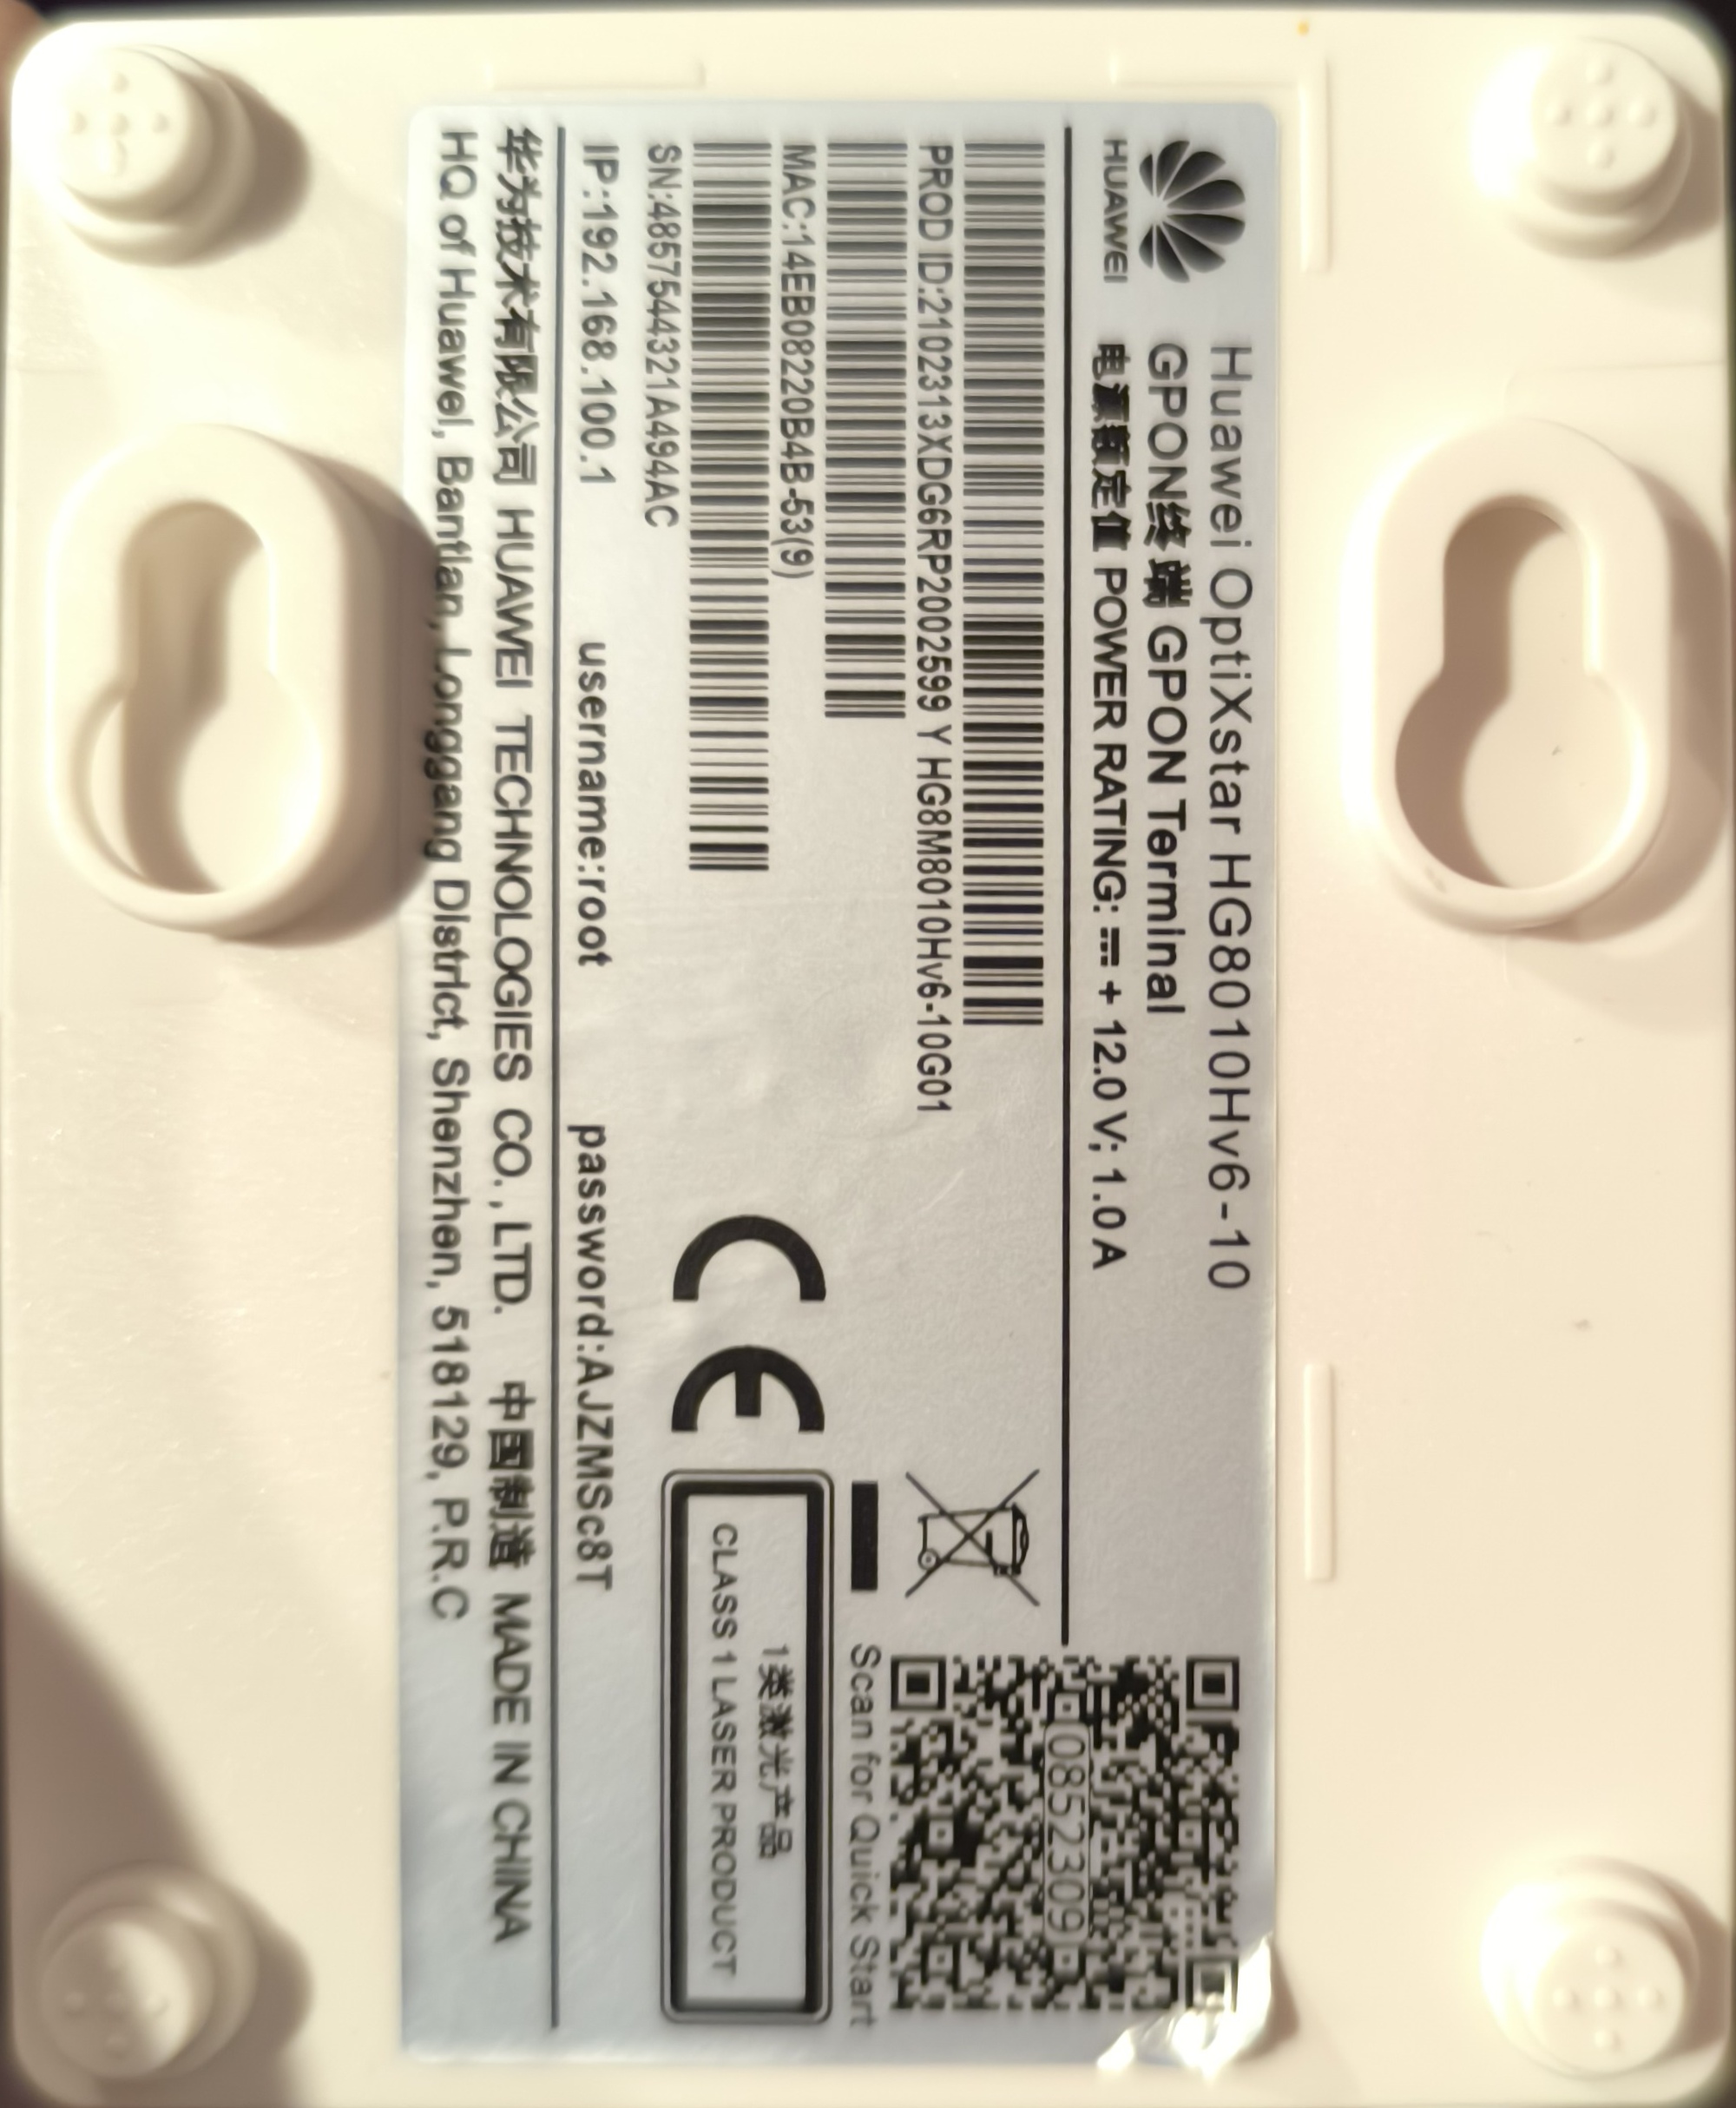 HUAWEI
Huawei OptiXstar HG8010Hv6-10
GPON终端 GPON Terminal
电源额定值 POWER RATING: ⎓ + 12.0 V; 1.0 A
PROD ID:2102313XDG6RP2002599 Y HG8M8010Hv6-10G01
MAC:14EB08220B4B-53(9)
SN:485754434321A494AC
08523090
Scan for Quick Start
CE
1类激光产品
CLASS 1 LASER PRODUCT
IP:192.168.100.1 username:root password:AJZMSc8T
华为技术有限公司 HUAWEI TECHNOLOGIES CO., LTD. 中国制造 MADE IN CHINA
HQ of Huawei, Bantian, Longgang District, Shenzhen, 518129, P.R.C